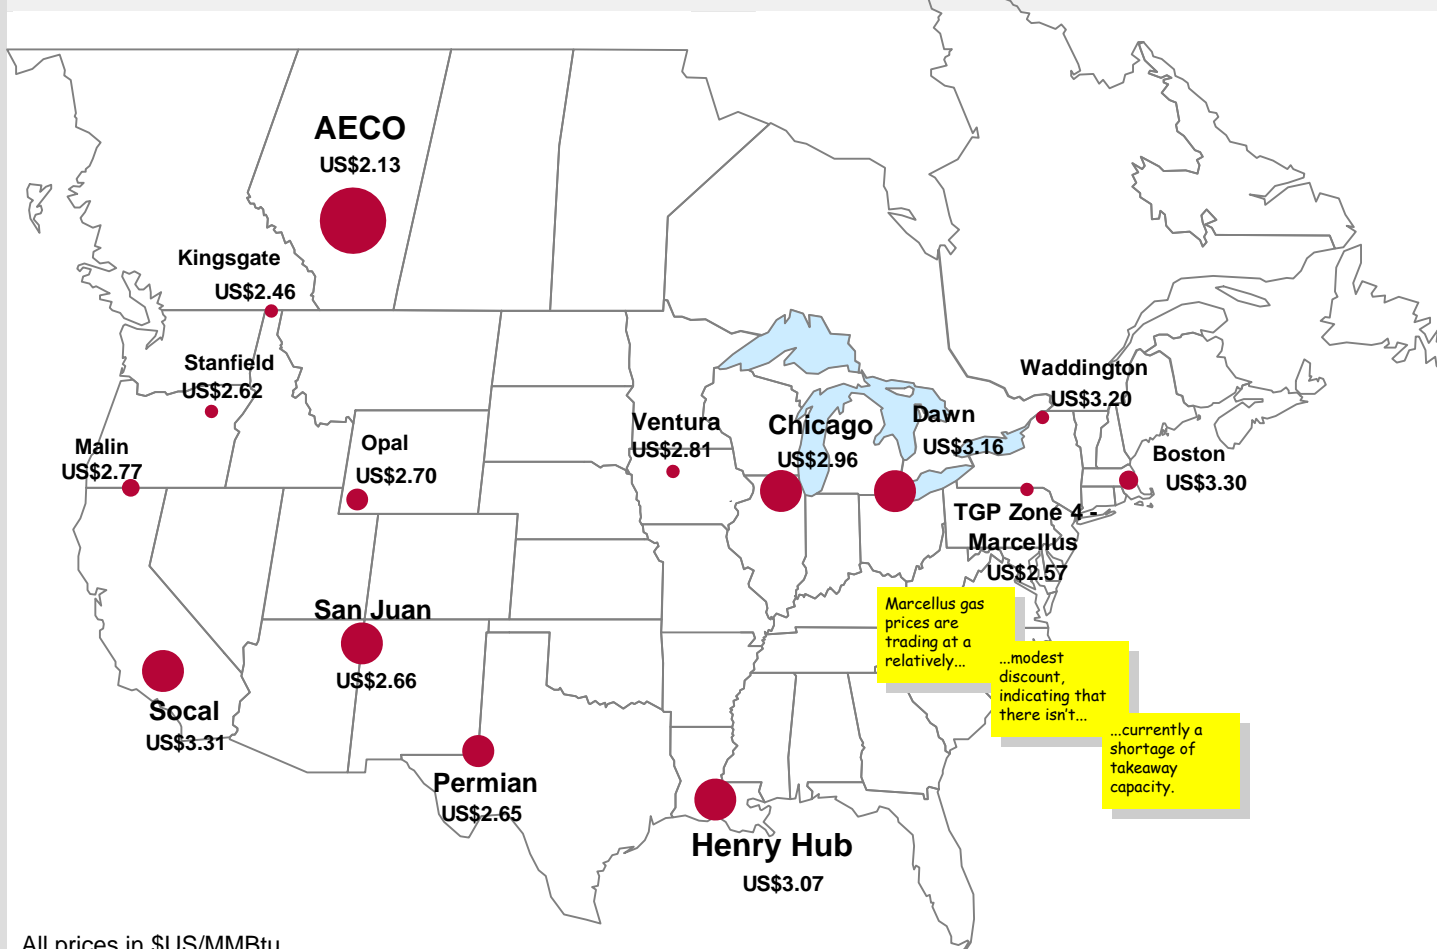 AECO
US$2.13
Kingsgate
US$2.46
Stanfield
US$2.62
Malin
US$2.77
Opal
US$2.70
Ventura
US$2.81
Chicago
US$2.96
Dawn
US$3.16
Waddington
US$3.20
Boston
US$3.30
TGP Zone 4 -
Marcellus
US$2.57
San Juan
US$2.66
Socal
US$3.31
Permian
US$2.65
Henry Hub
US$3.07
Marcellus gas
prices are
trading at a
relatively...
...modest
discount,
indicating that
there isn't...
...currently a
shortage of
takeaway
capacity.
All prices in $US/MMBtu